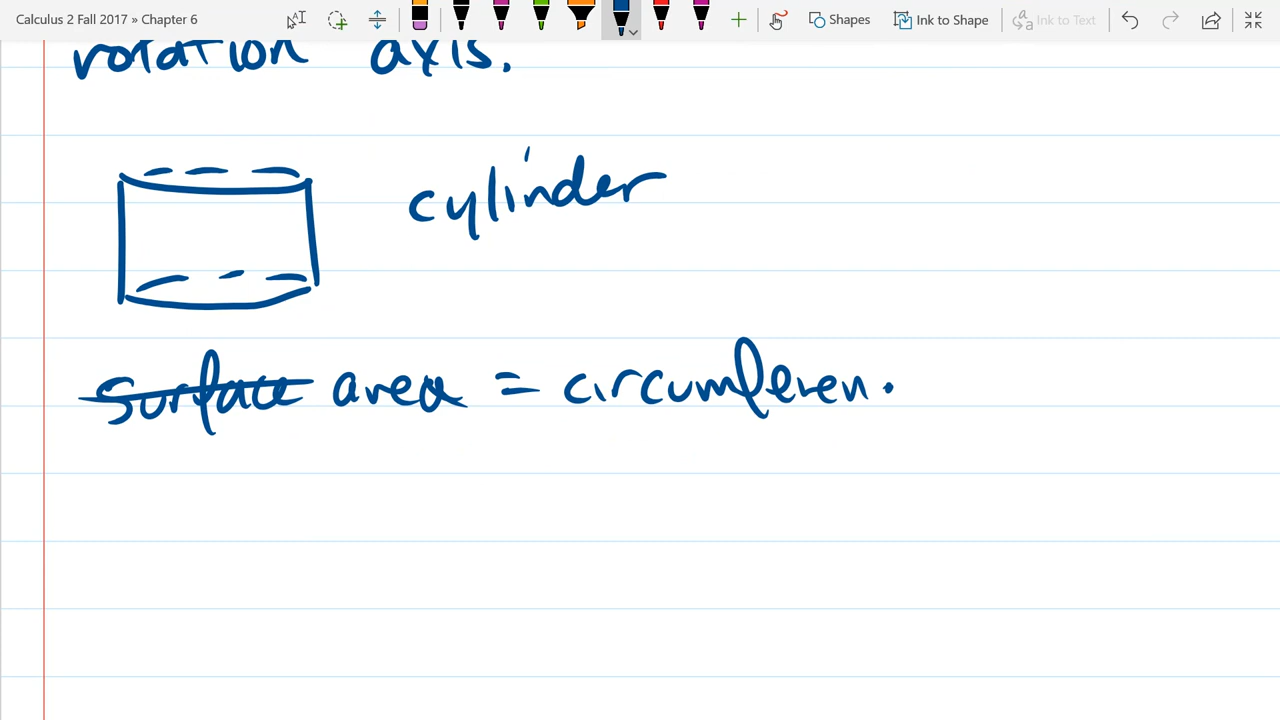 Calculus 2 Fall 2017 » Chapter 6 Shapes Ink to Shape Ink to Text
rotation axis.
cylinder
surface area = circumferen.